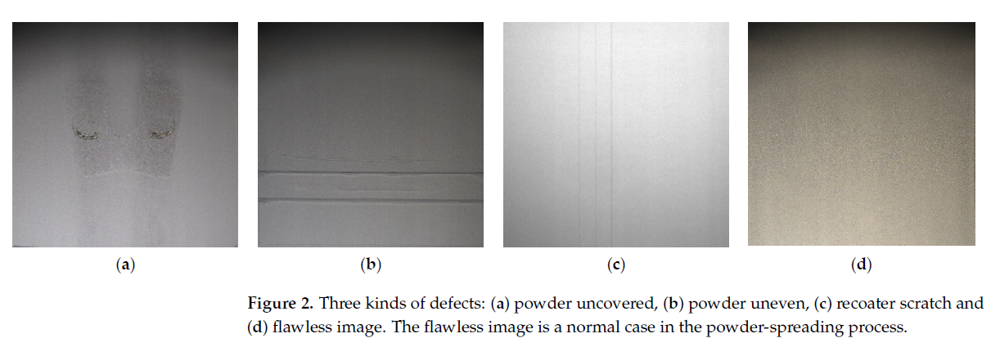 (a) (b) (c) (d)
Figure 2. Three kinds of defects: (a) powder uncovered, (b) powder uneven, (c) recoater scratch and
(d) flawless image. The flawless image is a normal case in the powder-spreading process.